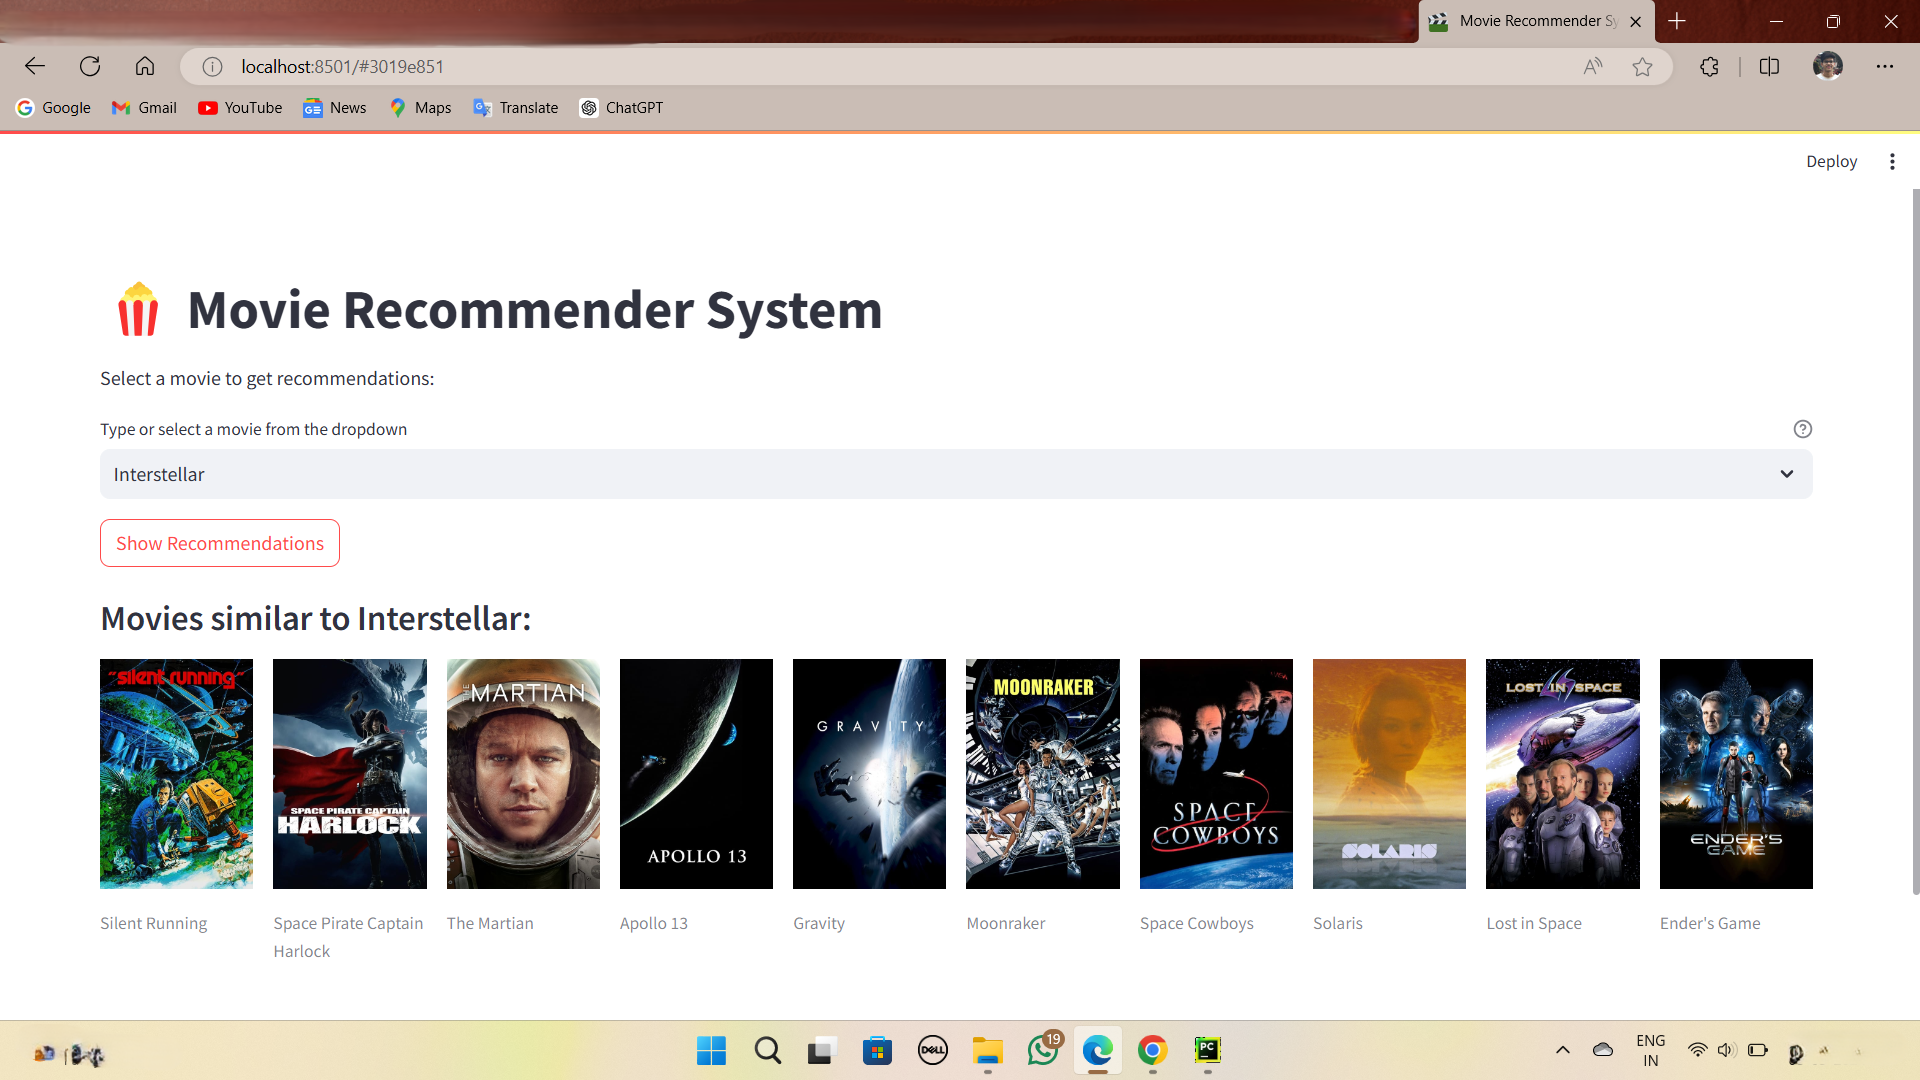 Movie Recommender Sy
localhost:8501/#3019e851
Google Gmail YouTube News Maps Translate ChatGPT
Deploy
Movie Recommender System
Select a movie to get recommendations:
Type or select a movie from the dropdown
Interstellar
Show Recommendations
Movies similar to Interstellar:
"silent running"
SPACE PIRATE CAPTAIN
HARLOCK
THE MARTIAN
APOLLO 13
GRAVITY
MOONRAKER
SPACE
COWBOYS
SOLARIS
LOST IN SPACE
ENDER'S
GAME
Silent Running
Space Pirate Captain
Harlock
The Martian
Apollo 13
Gravity
Moonraker
Space Cowboys
Solaris
Lost in Space
Ender's Game
DELL
19
PC
ENG
IN